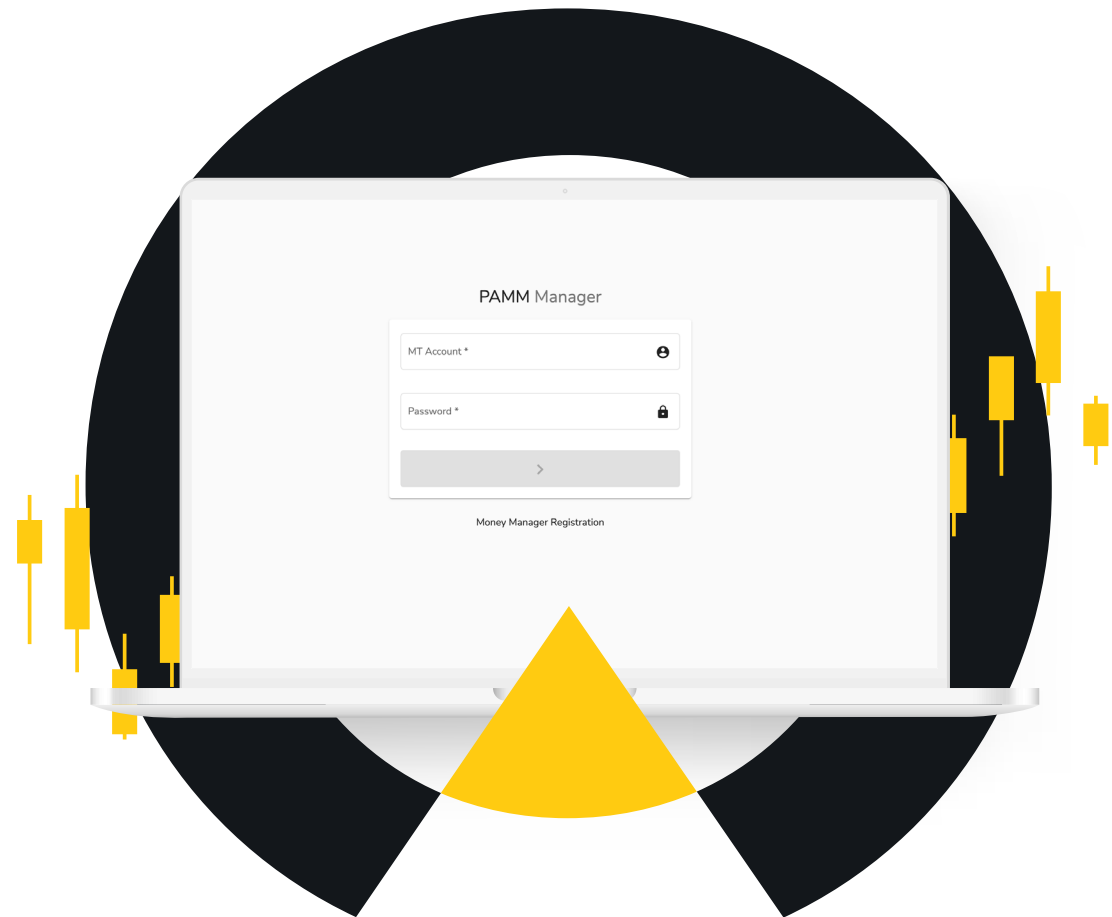 PAMM Manager
MT Account *
Password *
Money Manager Registration